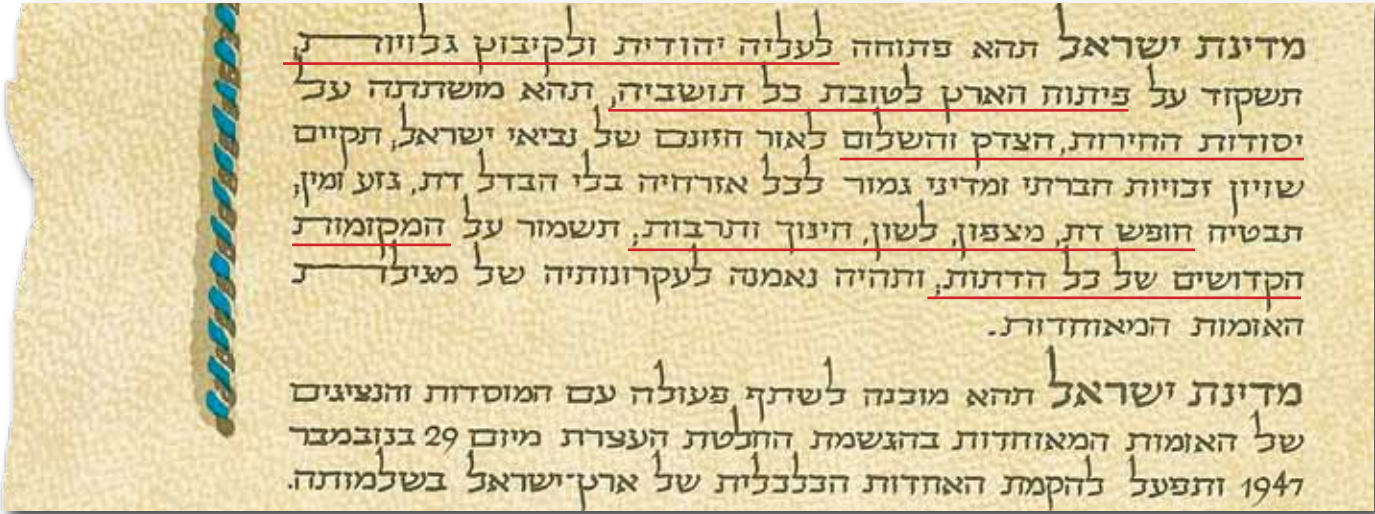 מדינת ישראל תהא פתוחה לעליה יהודית ולקיבוץ גלויות,
תשקוד על פיתוח הארץ לטובת כל תושביה, תהא מושתתה על
יסודות החירות, הצדק והשלום לאור חזונם של נביאי ישראל, תקיים
שויון זכויות חברתי ומדיני גמור לכל אזרחיה בלי הבדל דת, גזע ומין,
תבטיח חופש דת, מצפון, לשון, חינוך ותרבות, תשמור על המקומות
הקדושים של כל הדתות, ותהיה נאמנה לעקרונותיה של מגילת
האומות המאוחדות.
מדינת ישראל תהא מוכנה לשתף פעולה עם המוסדות והנציגים
של האומות המאוחדות בהגשמת החלטת העצרת מיום 29 בנובמבר
1947 ותפעל להקמת האחדות הכלכלית של ארץ-ישראל בשלמותה.